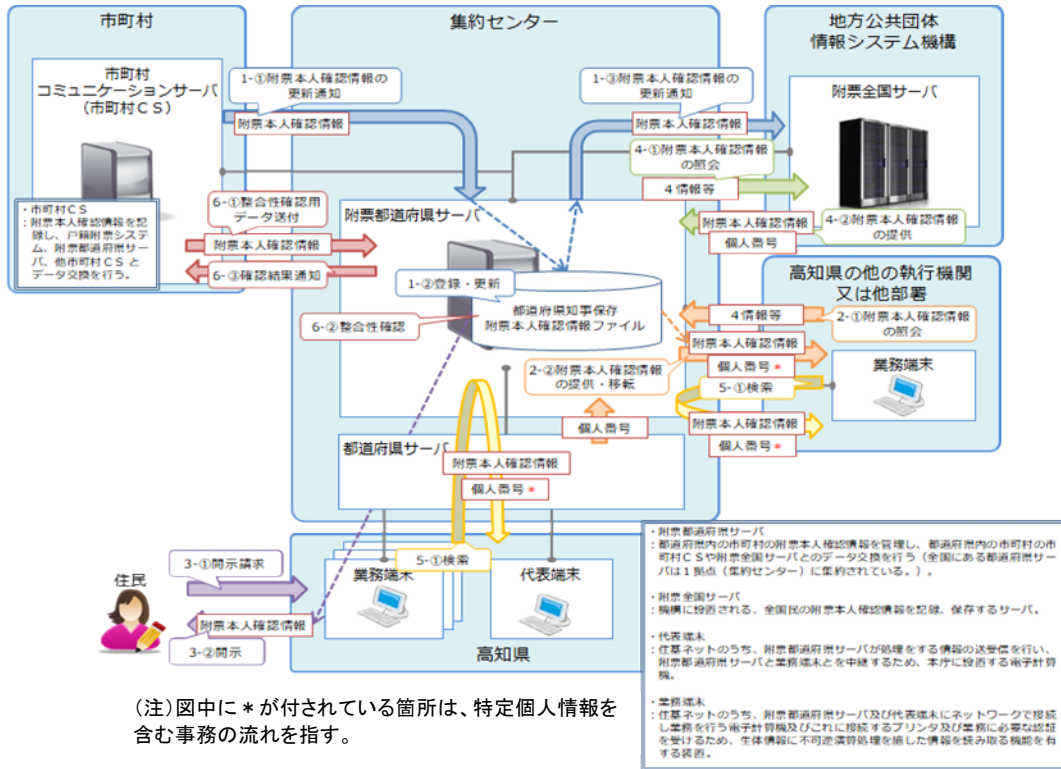 市町村
集約センター
地方公共団体
情報システム機構
市町村
コミュニケーションサーバ
(市町村CS)
1-①附票本人確認情報の
更新通知
附票本人確認情報
1-③附票本人確認情報の
更新通知
附票本人確認情報
附票全国サーバ
4-①附票本人確認情報
の照会
4情報等
附票本人確認情報
個人番号
4-②附票本人確認情報
の提供
・市町村CS
:附票本人確認情報を記
録し、戸籍附票システ
ム、附票都道府県サー
バ、他市町村CSと
データ交換を行う。
6-①整合性確認用
データ送付
附票本人確認情報
6-③確認結果通知
附票都道府県サーバ
1-②登録・更新
都道府県知事保存
附票本人確認情報ファイル
6-②整合性確認
高知県の他の執行機関
又は他部署
4情報等
2-①附票本人確認情報
の照会
附票本人確認情報
個人番号*
2-②附票本人確認情報
の提供・移転
業務端末
5-①検索
附票本人確認情報
個人番号*
個人番号
都道府県サーバ
附票本人確認情報
個人番号*
5-①検索
住民
3-①開示請求
附票本人確認情報
3-②開示
業務端末
代表端末
高知県
・附票都道府県サーバ
:都道府県内の市町村の附票本人確認情報を管理し、都道府県内の市町村の市
町村CSや附票全国サーバとのデータ交換を行う(全国にある都道府県サー
バは1拠点(集約センター)に集約されている。)。
・附票全国サーバ
:機構に設置される、全国民の附票本人確認情報を記録、保存するサーバ。
・代表端末
:住基ネットのうち、附票都道府県サーバが処理をする情報の送受信を行い、
附票都道府県サーバと業務端末とを中継するため、本庁に設置する電子計算
機。
・業務端末
:住基ネットのうち、附票都道府県サーバ及び代表端末にネットワークで接続
し業務を行う電子計算機及びこれに接続するプリンタ及び業務に必要な認証
を受けるため、生体情報に不可逆演算処理を施した情報を読み取る機能を有
する装置。
(注)図中に*が付されている箇所は、特定個人情報を
含む事務の流れを指す。